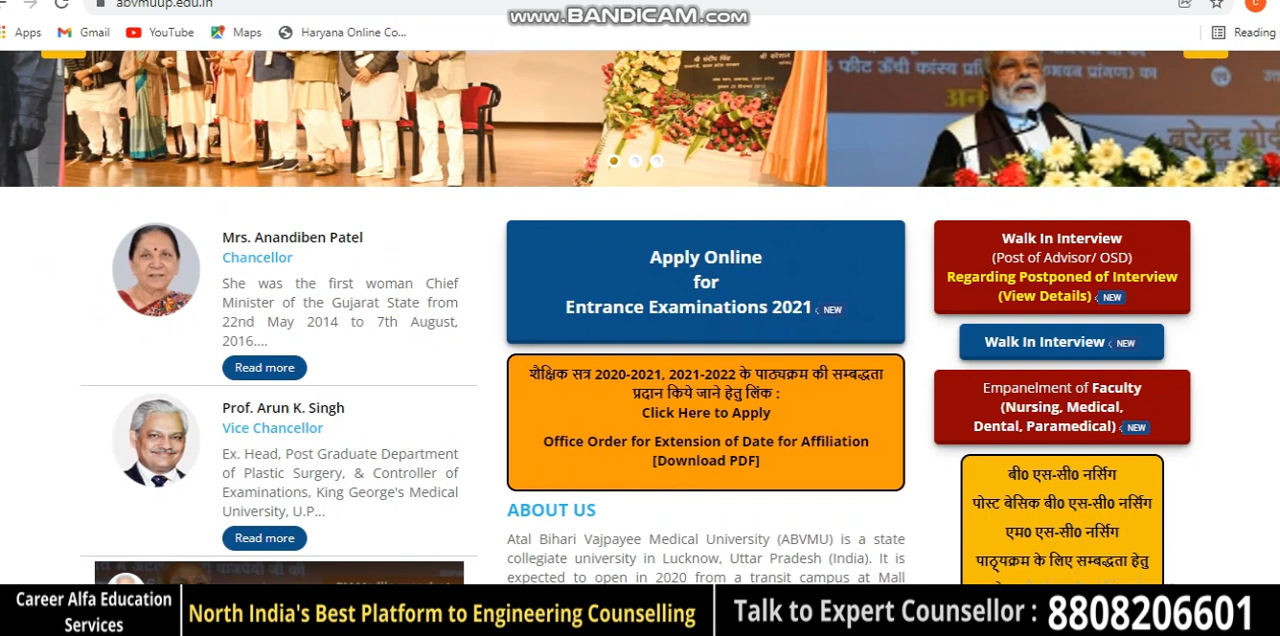 abvmuup.edu.in
www.BANDICAM.com
Apps
Gmail
YouTube
Maps
Haryana Online Co...
Reading
श्री संदीप सिंह
फीट ऊँची कांस्य
प्रांगण) का
नरेन्द्र मोदी
Mrs. Anandiben Patel
Chancellor
She was the first woman Chief
Minister of the Gujarat State from
22nd May 2014 to 7th August,
2016....
Read more
Prof. Arun K. Singh
Vice Chancellor
Ex. Head, Post Graduate Department
of Plastic Surgery, & Controller of
Examinations, King George's Medical
University, U.P...
Read more
Apply Online
for
Entrance Examinations 2021 NEW
शैक्षिक सत्र 2020-2021, 2021-2022 के पाठ्यक्रम की सम्बद्धता
प्रदान किये जाने हेतु लिंक :
Click Here to Apply
Office Order for Extension of Date for Affiliation
[Download PDF]
ABOUT US
Atal Bihari Vajpayee Medical University (ABVMU) is a state
collegiate university in Lucknow, Uttar Pradesh (India). It is
expected to open in 2020 from a transit campus at Mall
Walk In Interview
(Post of Advisor/ OSD)
Regarding Postponed of Interview
(View Details) NEW
Walk In Interview NEW
Empanelment of Faculty
(Nursing, Medical,
Dental, Paramedical) NEW
बी0 एस-सी0 नर्सिंग
पोस्ट बेसिक बी0 एस-सी0 नर्सिंग
एम0 एस-सी0 नर्सिंग
पाठ्यक्रम के लिए सम्बद्धता हेतु
Career Alfa Education
Services
North India's Best Platform to Engineering Counselling
Talk to Expert Counsellor : 8808206601